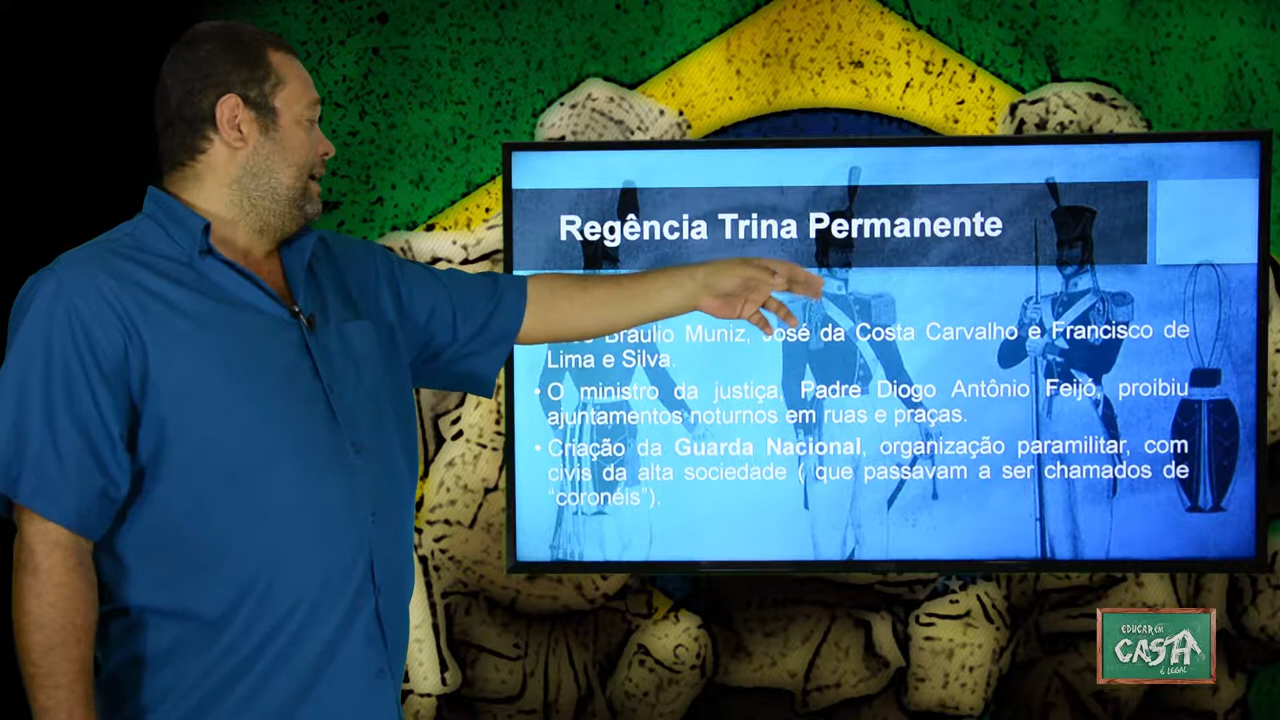 Regência Trina Permanente
Braulio Muniz, José da Costa Carvalho e Francisco de
Lima e Silva.
• O ministro da justiça, Padre Diogo Antônio Feijó, proibiu
ajuntamentos noturnos em ruas e praças.
• Criação da Guarda Nacional, organização paramilitar, com
civis da alta sociedade ( que passavam a ser chamados de
“coronéis”).
EDUCAR EM
CASA
É LEGAL